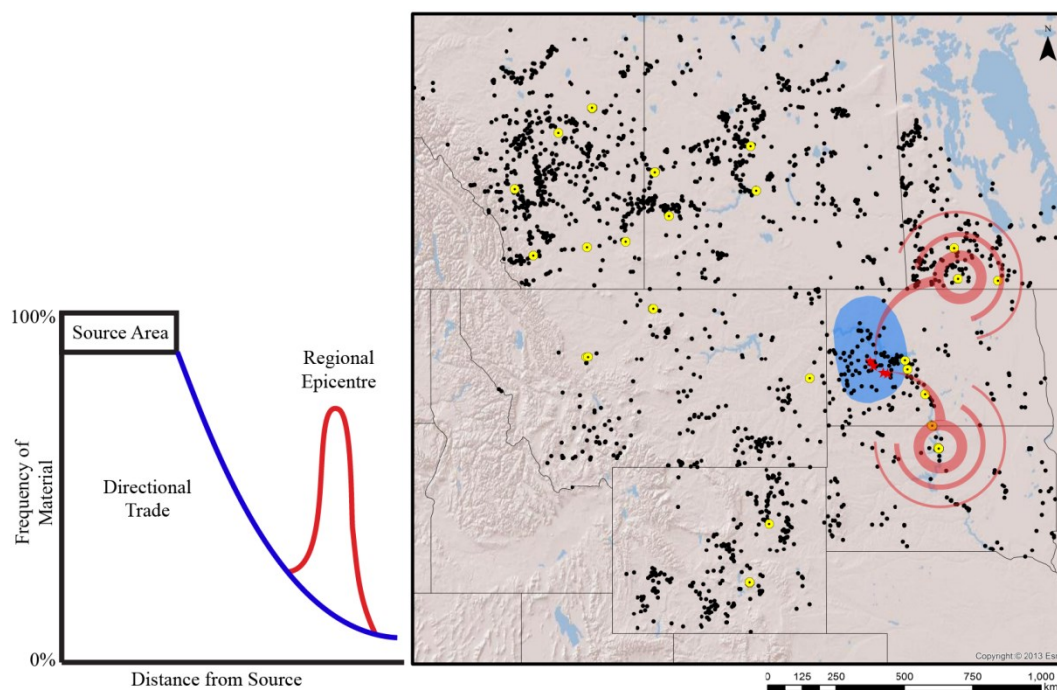 100%
Source Area
Regional
Epicentre
Directional
Trade
Frequency of
Material
0%
Distance from Source
N
Copyright © 2013 Es
0 125 250 500 750 1,000
km